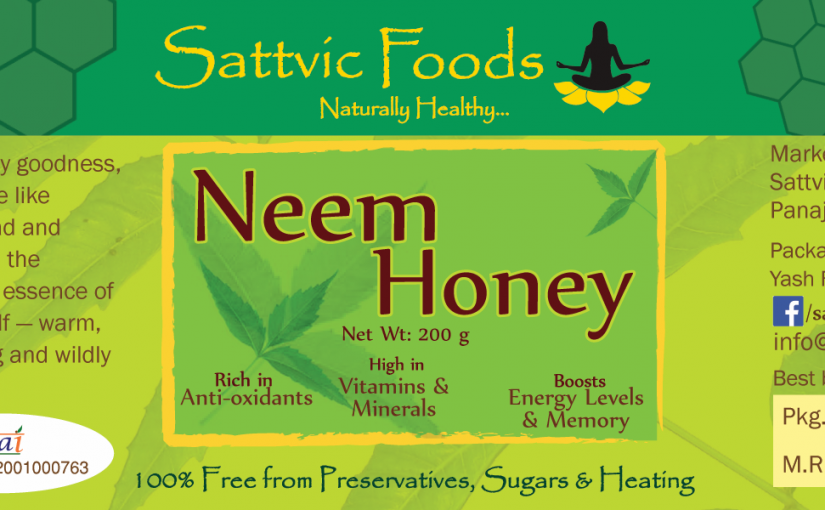 Sattvic Foods
Naturally Healthy...
y goodness,
e like
d and
the
essence of
lf — warm,
g and wildly
ai
2001000763
Neem
Honey
Net Wt: 200 g
Rich in
Anti-oxidants
High in
Vitamins &
Minerals
Boosts
Energy Levels
& Memory
100% Free from Preservatives, Sugars & Heating
Marke
Sattvi
Panaj
Packa
Yash F
f/sa
info@
Best b
Pkg.
M.R